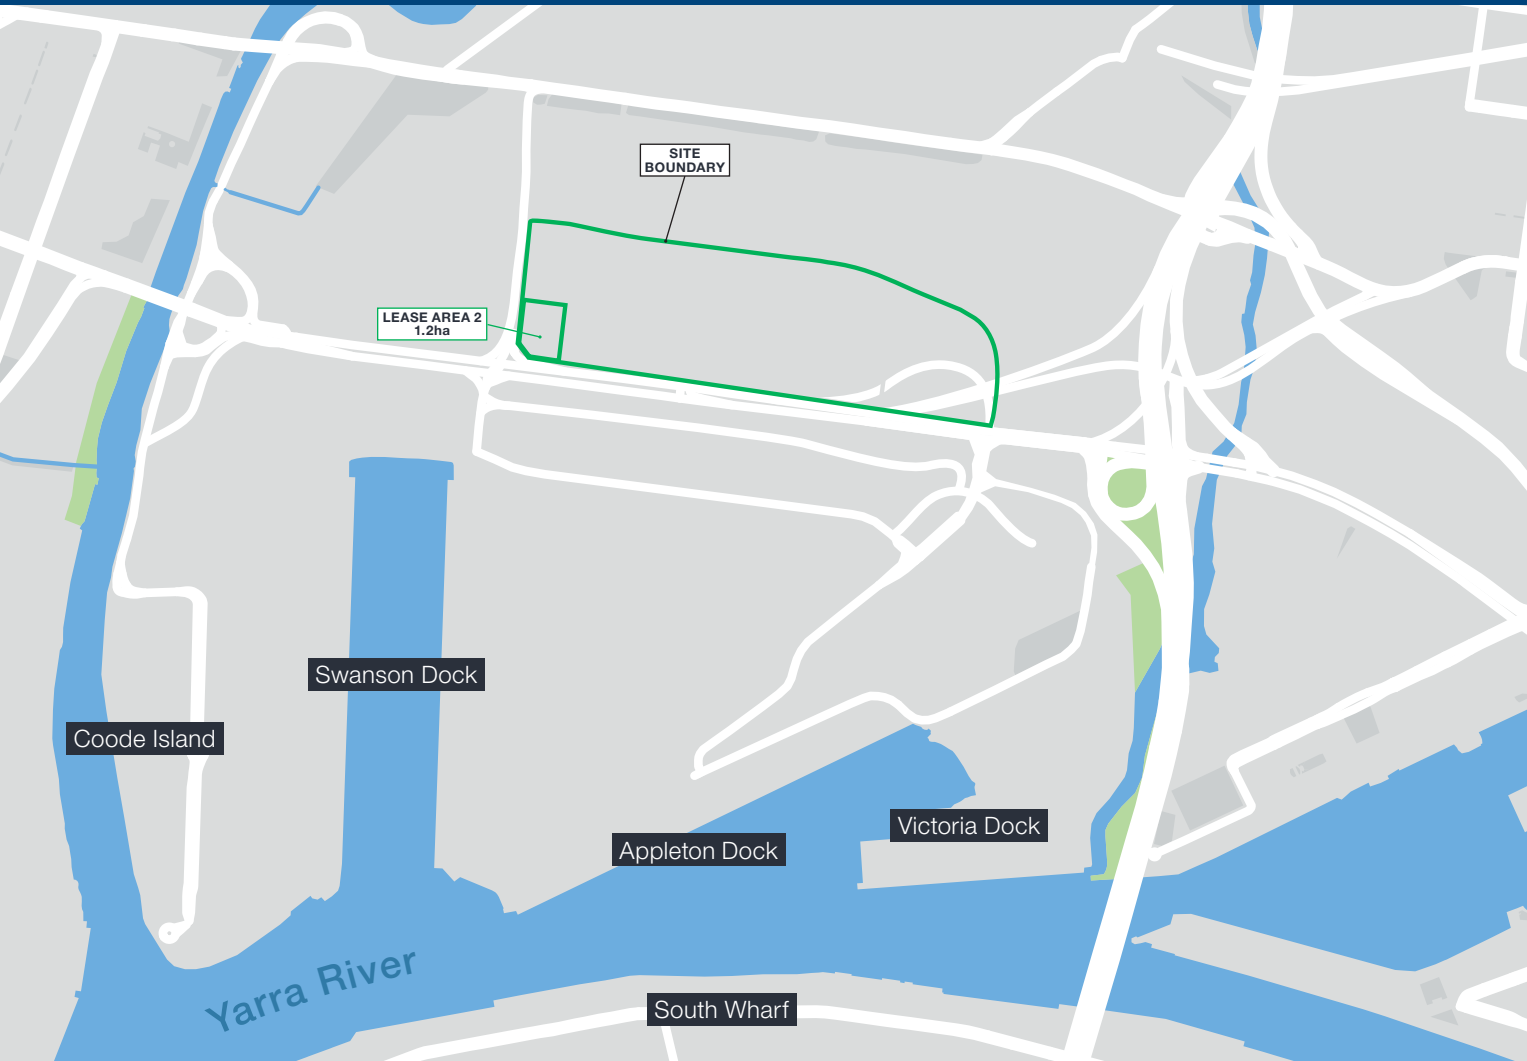 SITE
BOUNDARY
LEASE AREA 2
1.2ha
Swanson Dock
Coode Island
Victoria Dock
Appleton Dock
Yarra River
South Wharf